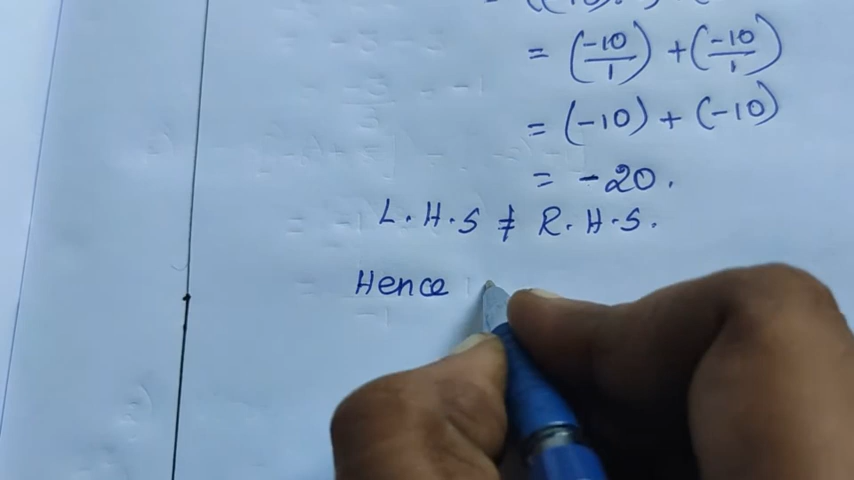 = (-10/1) + (-10/1)
= (-10) + (-10)
= -20.
L.H.S ≠ R.H.S.
Hence